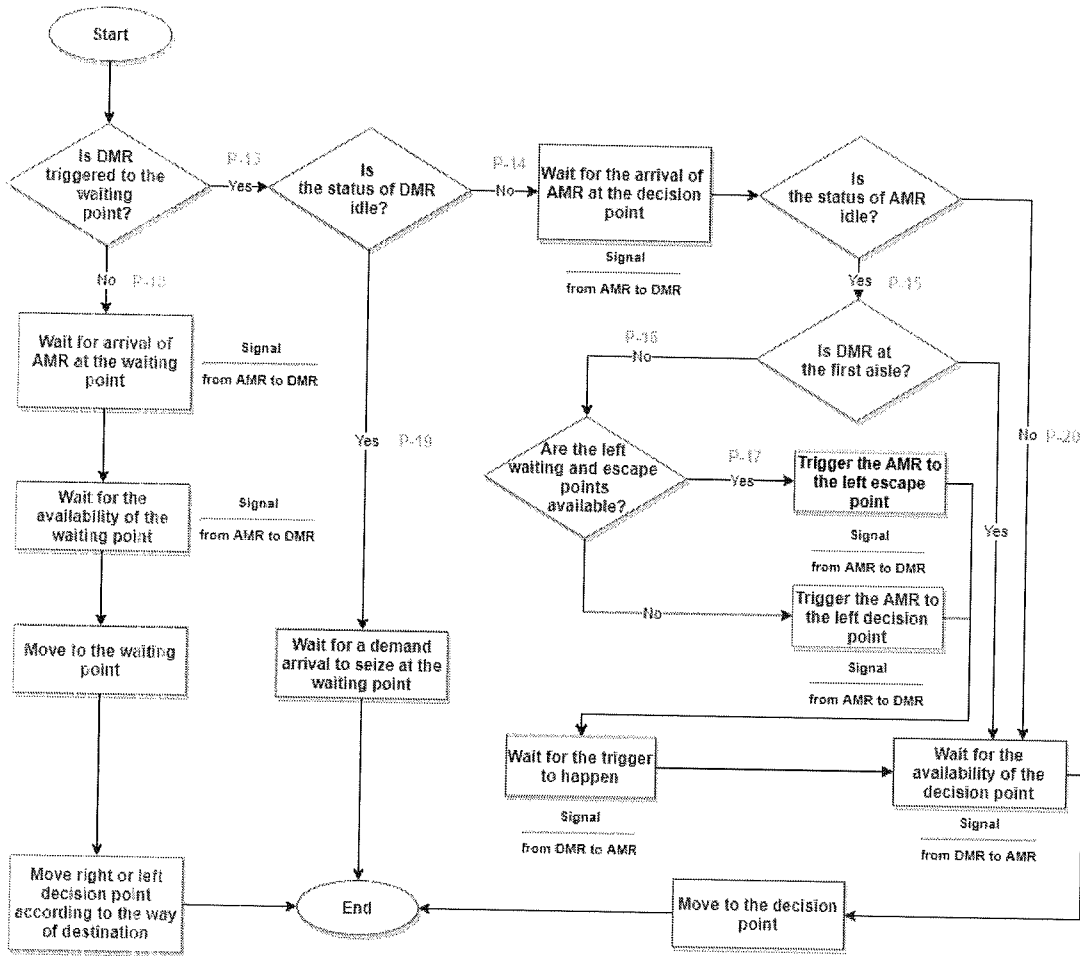 Start
Is DMR
triggered to the
waiting
point?
P-13
Yes
Is
the status of DMR
idle?
P-14
No
Wait for the arrival of
AMR at the decision
point
Signal
from AMR to DMR
Is
the status of AMR
idle?
No
P-12
Yes
P-15
Wait for arrival of
AMR at the waiting
point
Signal
from AMR to DMR
P-16
No
Is DMR at
the first aisle?
Yes
P-19
No
P-20
Are the left
waiting and escape
points
available?
P-17
Yes
Trigger the AMR to
the left escape
point
Signal
from AMR to DMR
Yes
Wait for the
availability of the
waiting point
Signal
from AMR to DMR
No
Trigger the AMR to
the left decision
point
Signal
from AMR to DMR
Move to the waiting
point
Wait for a demand
arrival to seize at the
waiting point
Wait for the trigger
to happen
Signal
from DMR to AMR
Wait for the
availability of the
decision point
Signal
from DMR to AMR
Move right or left
decision point
according to the way
of destination
End
Move to the decision
point